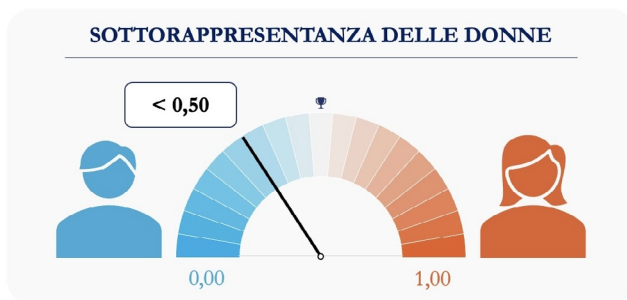 SOTTORAPPRESENTANZA DELLE DONNE
< 0,50
0,00
1,00